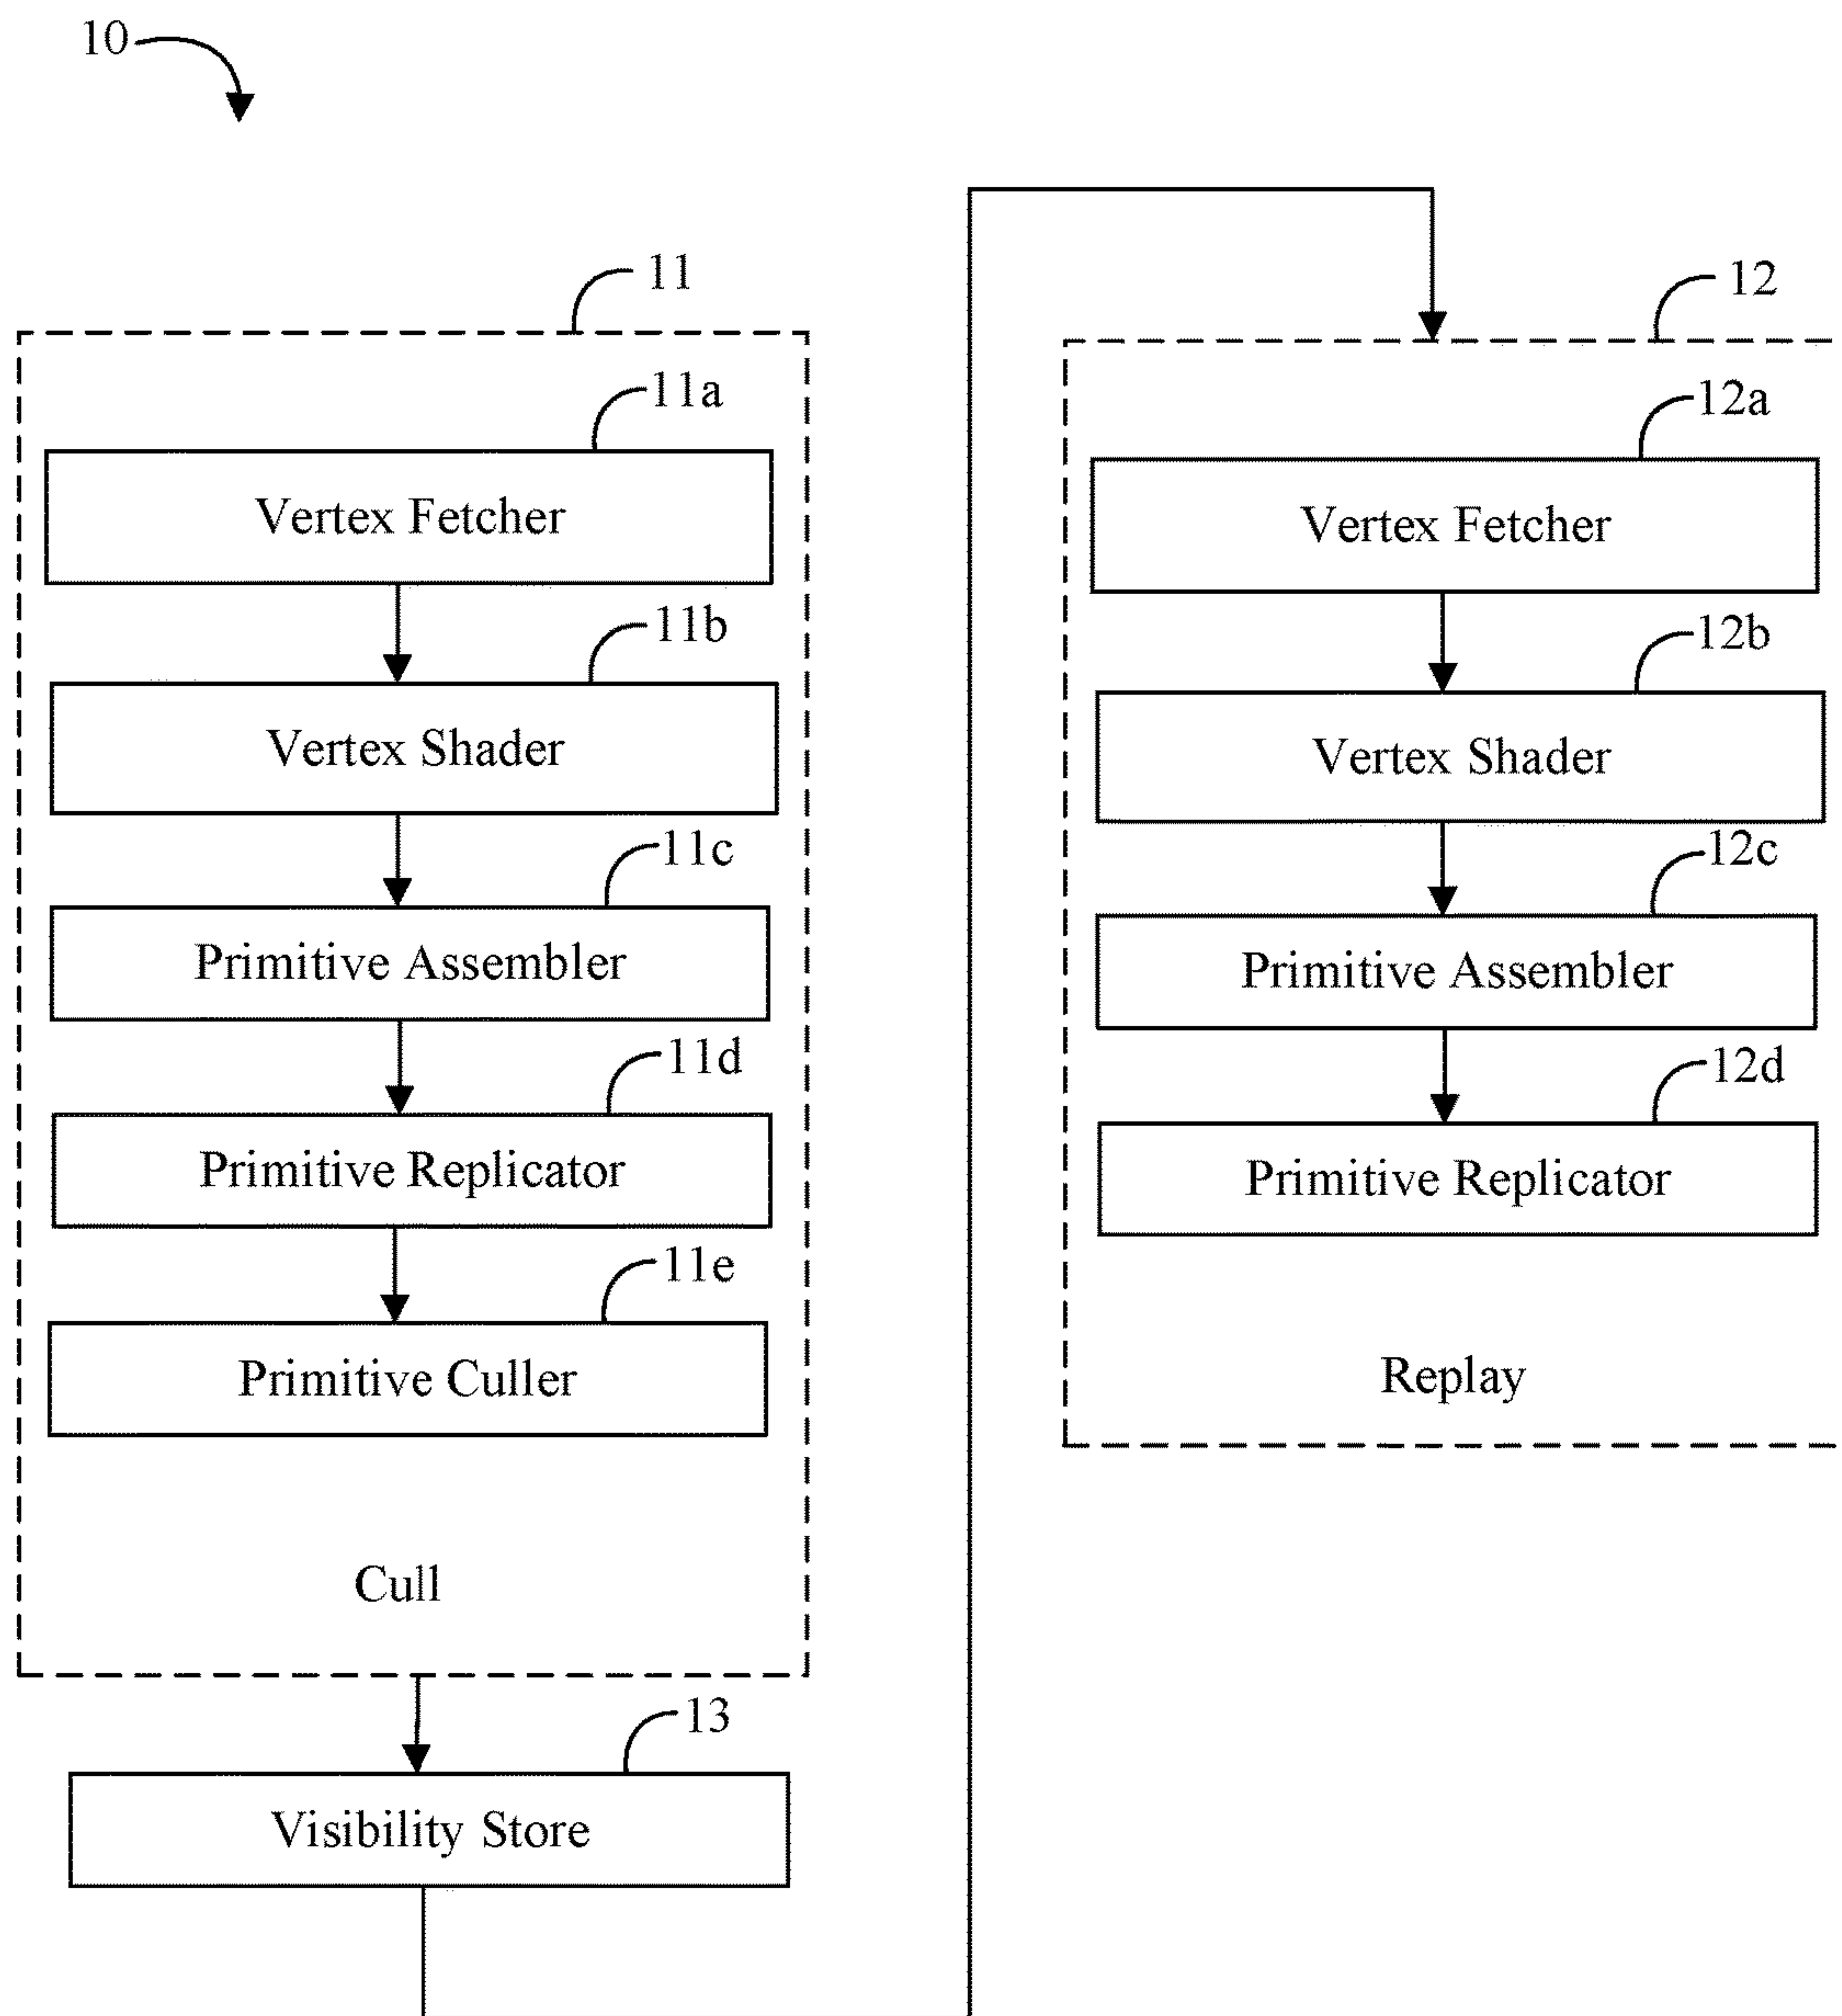 10
11
11a
Vertex Fetcher
11b
Vertex Shader
11c
Primitive Assembler
11d
Primitive Replicator
11e
Primitive Culler
Cull
13
Visibility Store
12
12a
Vertex Fetcher
12b
Vertex Shader
12c
Primitive Assembler
12d
Primitive Replicator
Replay